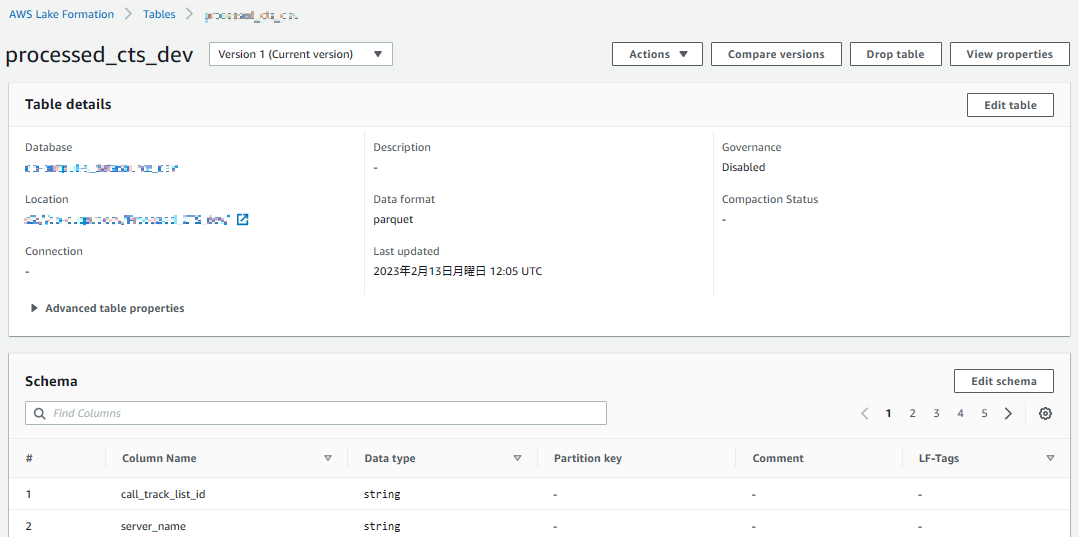 AWS Lake Formation Tables
processed_cts_dev Version 1 (Current version) Actions Compare versions Drop table View properties
Table details Edit table
Database Description Governance
- Disabled
Location Data format Compaction Status
parquet -
Connection Last updated
- 2023年2月13日月曜日 12:05 UTC
Advanced table properties
Schema Edit schema
Find Columns 1 2 3 4 5
# Column Name Data type Partition key Comment LF-Tags
1 call_track_list_id string - - -
2 server_name string - - -